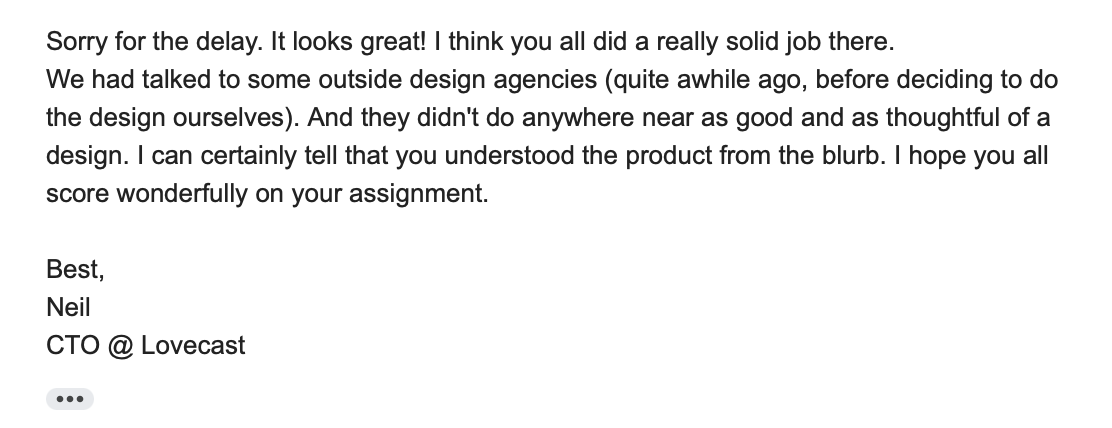 Sorry for the delay. It looks great! I think you all did a really solid job there.
We had talked to some outside design agencies (quite awhile ago, before deciding to do
the design ourselves). And they didn't do anywhere near as good and as thoughtful of a
design. I can certainly tell that you understood the product from the blurb. I hope you all
score wonderfully on your assignment.
Best,
Neil
CTO @ Lovecast